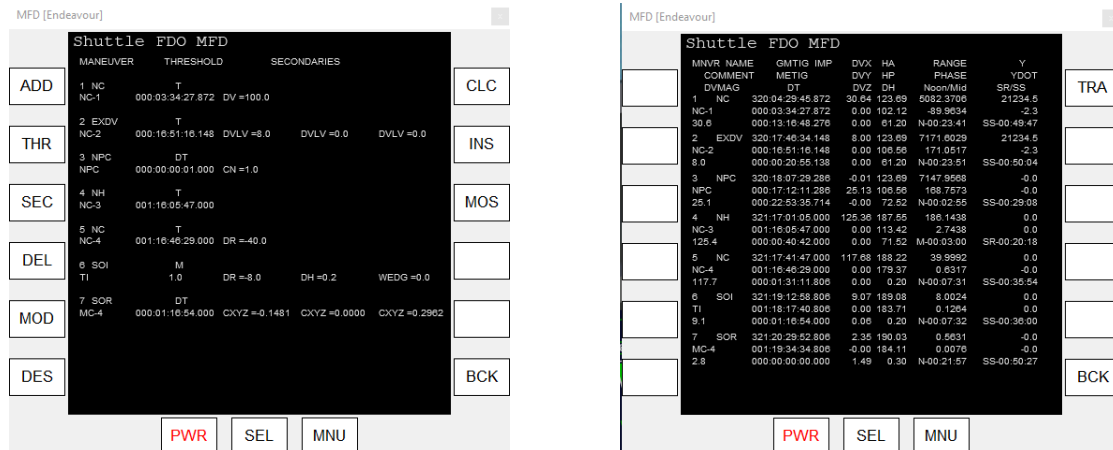 MFD [Endeavour]
Shuttle FDO MFD
MANEUVER THRESHOLD SECONDARIES
1 NC T
NC-1 000:03:34:27.872 DV =100.0
2 EXDV T
NC-2 000:16:51:16.148 DVLV =8.0 DVLV =0.0 DVLV =0.0
3 NPC DT
NPC 000:00:00:01.000 CN =1.0
4 NH T
NC-3 001:16:05:47.000
5 NC T
NC-4 001:16:46:29.000 DR =-40.0
6 SOI M
TI 1.0 DR =-8.0 DH =0.2 WEDG =0.0
7 SOR DT
MC-4 000:01:16:54.000 CXYZ =-0.1481 CXYZ =0.0000 CXYZ =0.2962
ADD
THR
SEC
DEL
MOD
DES
CLC
INS
MOS
BCK
PWR SEL MNU
MFD [Endeavour]
Shuttle FDO MFD
MNVR NAME GMTIG IMP DVX HA RANGE Y
COMMENT METIG DVY HP PHASE YDOT
DVMAG DT DVZ DH Noon/Mid SR/SS
1 NC 320:04:29:45.872 30.64 123.69 5082.3706 21234.5
NC-1 000:03:34:27.872 0.00 102.12 -89.9634 -2.3
30.6 000:13:16:48.276 0.00 61.20 N-00:23:41 SS-00:49:47
2 EXDV 320:17:46:34.148 8.00 123.69 7171.6029 21234.5
NC-2 000:16:51:16.148 0.00 106.56 171.0517 -2.3
8.0 000:00:20:55.138 0.00 61.20 N-00:23:51 SS-00:50:04
3 NPC 320:18:07:29.286 -0.01 123.69 7147.9568 -0.0
NPC 000:17:12:11.286 25.13 106.56 168.7573 -0.0
25.1 000:22:53:35.714 -0.00 72.52 N-00:02:55 SS-00:29:08
4 NH 321:17:01:05.000 125.36 187.55 186.1438 0.0
NC-3 001:16:05:47.000 0.00 113.42 2.7438 0.0
125.4 000:00:40:42.000 0.00 71.52 M-00:03:00 SR-00:20:18
5 NC 321:17:41:47.000 117.68 188.22 39.9992 0.0
NC-4 001:16:46:29.000 0.00 179.37 0.6317 -0.0
117.7 000:01:31:11.806 0.00 0.20 N-00:07:31 SS-00:35:54
6 SOI 321:19:12:58.806 9.07 189.08 8.0024 0.0
TI 001:18:17:40.806 0.00 183.71 0.1264 0.0
9.1 000:01:16:54.000 0.06 0.20 N-00:07:32 SS-00:36:00
7 SOR 321:20:29:52.806 2.35 190.03 0.5631 -0.0
MC-4 001:19:34:34.806 -0.00 184.11 0.0076 -0.0
2.8 000:00:00:00.000 1.49 0.30 N-00:21:57 SS-00:50:27
TRA
BCK
PWR SEL MNU